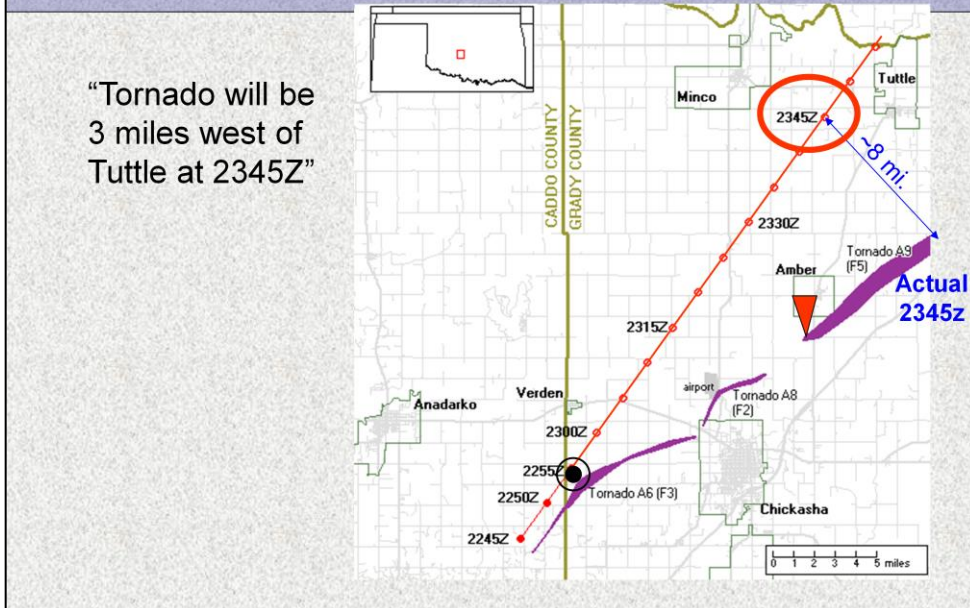 “Tornado will be
3 miles west of
Tuttle at 2345Z”
Tuttle
Minco
2345Z
~8 mi.
CADDO COUNTY
GRADY COUNTY
2330Z
Tornado A9
(F5)
Amber
Actual
2345z
2315Z
airport
Tornado A8
(F2)
Verden
Anadarko
2300Z
2255Z
2250Z
Tornado A6 (F3)
Chickasha
2245Z
0 1 2 3 4 5 miles